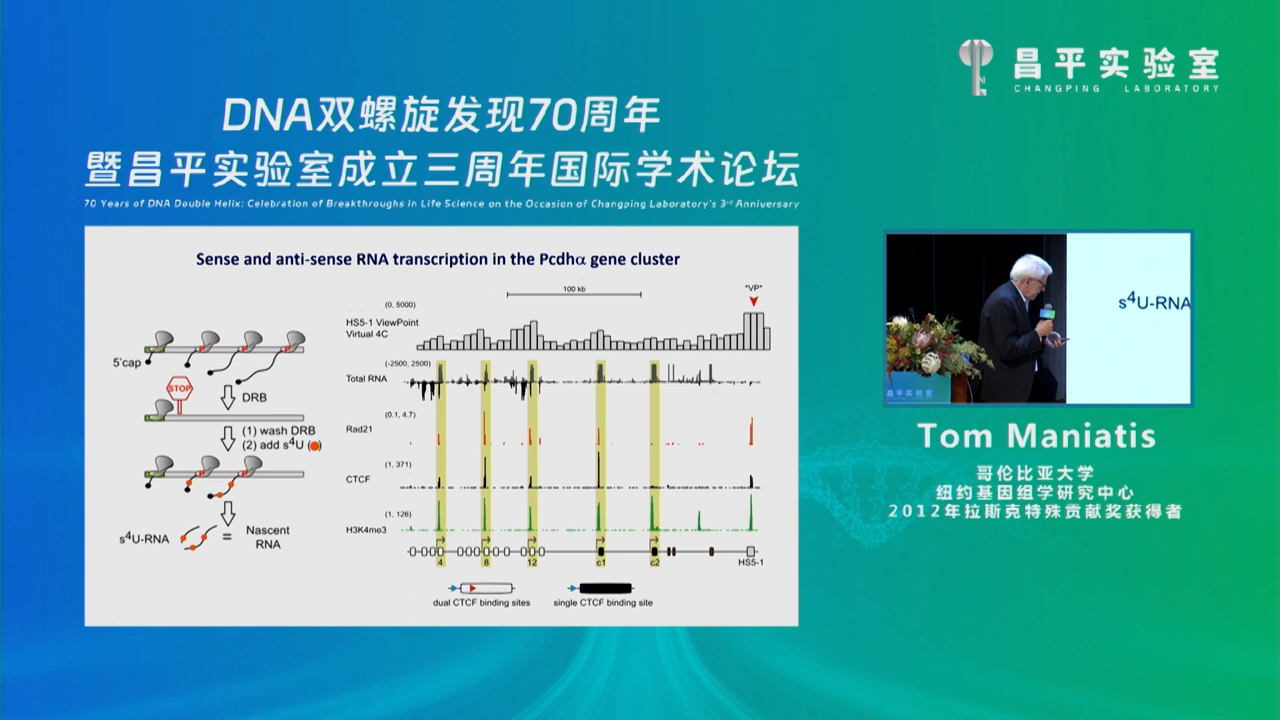 昌平实验室
CHANGPING LABORATORY
DNA双螺旋发现70周年
暨昌平实验室成立三周年国际学术论坛
70 Years of DNA Double Helix: Celebration of Breakthroughs in Life Science on the Occasion of Changping Laboratory's 3rd Anniversary
Sense and anti-sense RNA transcription in the Pcdhα gene cluster
5'cap
STOP
DRB
(1) wash DRB
(2) add s⁴U ( )
s⁴U-RNA
=
Nascent
RNA
100 kb
"VP"
(0, 5000)
HS5-1 ViewPoint
Virtual 4C
(-2500, 2500)
Total RNA
(0.1, 4.7)
Rad21
(1, 371)
CTCF
(1, 126)
H3K4me3
4 8 12 c1 c2 HS5-1
dual CTCF binding sites
single CTCF binding site
s⁴U-RNA
昌平实验室
Tom Maniatis
哥伦比亚大学
纽约基因组学研究中心
2012年拉斯克特殊贡献奖获得者